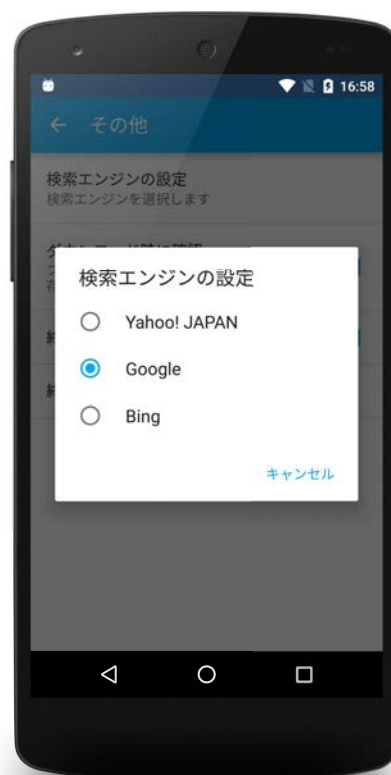 16:58
その他
検索エンジンの設定
検索エンジンを選択します
検索エンジンの設定
Yahoo! JAPAN
Google
Bing
キャンセル